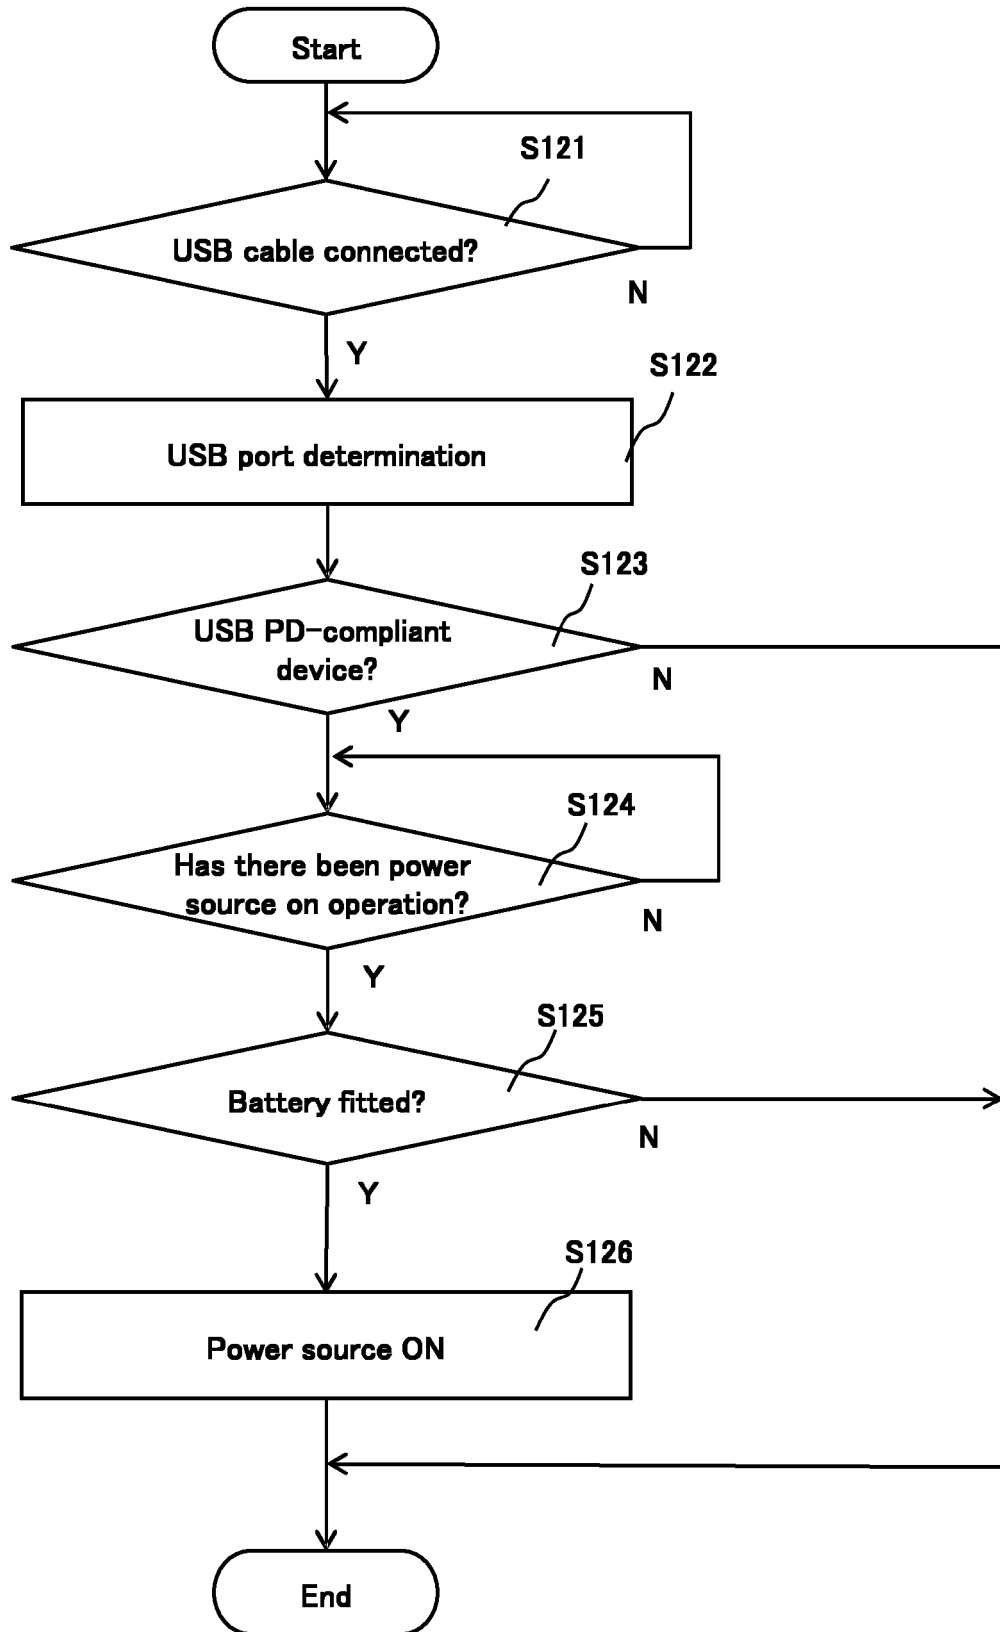 Start
S121
USB cable connected?
N
Y
S122
USB port determination
S123
USB PD-compliant
device?
N
Y
S124
Has there been power
source on operation?
N
Y
S125
Battery fitted?
N
Y
S126
Power source ON
End